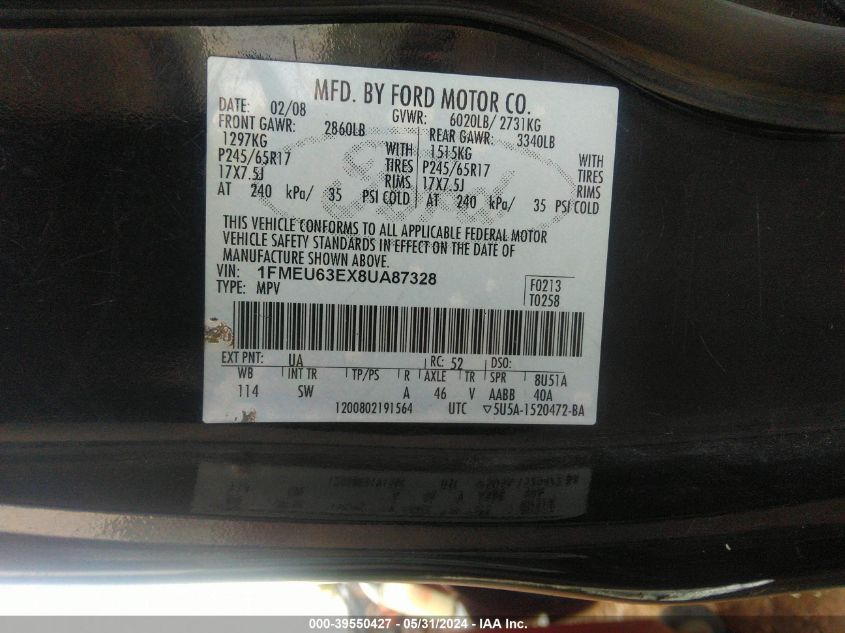 MFD. BY FORD MOTOR CO.
DATE: 02/08 GVWR: 6020LB/ 2731KG
FRONT GAWR: 2860LB REAR GAWR: 3340LB
1297KG WITH 1515KG WITH
P245/65R17 TIRES P245/65R17 TIRES
17X7.5J RIMS 17X7.5J RIMS
AT 240 kPa/ 35 PSI COLD AT 240 kPa/ 35 PSI COLD
Ford
THIS VEHICLE CONFORMS TO ALL APPLICABLE FEDERAL MOTOR
VEHICLE SAFETY STANDARDS IN EFFECT ON THE DATE OF
MANUFACTURE SHOWN ABOVE.
VIN: 1FMEU63EX8UA87328 F0213
TYPE: MPV T0258
EXT PNT: UA RC: 52 DSO:
WB INT TR TP/PS R AXLE TR SPR 8U51A
114 SW A 46 V AABB 40A
1200802191564 UTC ▽5U5A-1520472-BA
000-39550427 - 05/31/2024 - COPART